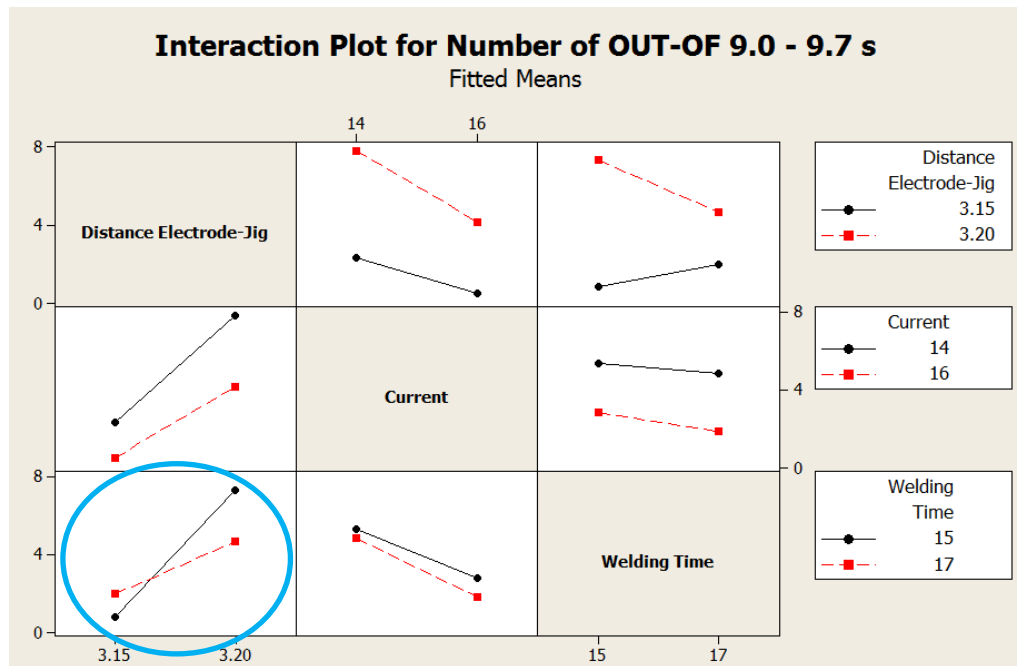 Interaction Plot for Number of OUT-OF 9.0 - 9.7 s
Fitted Means
14 16
8
4
0
Distance Electrode-Jig
Distance
Electrode-Jig
3.15
3.20
Current
8
4
0
Current
14
16
8
4
0
Welding Time
Welding
Time
15
17
3.15 3.20 15 17